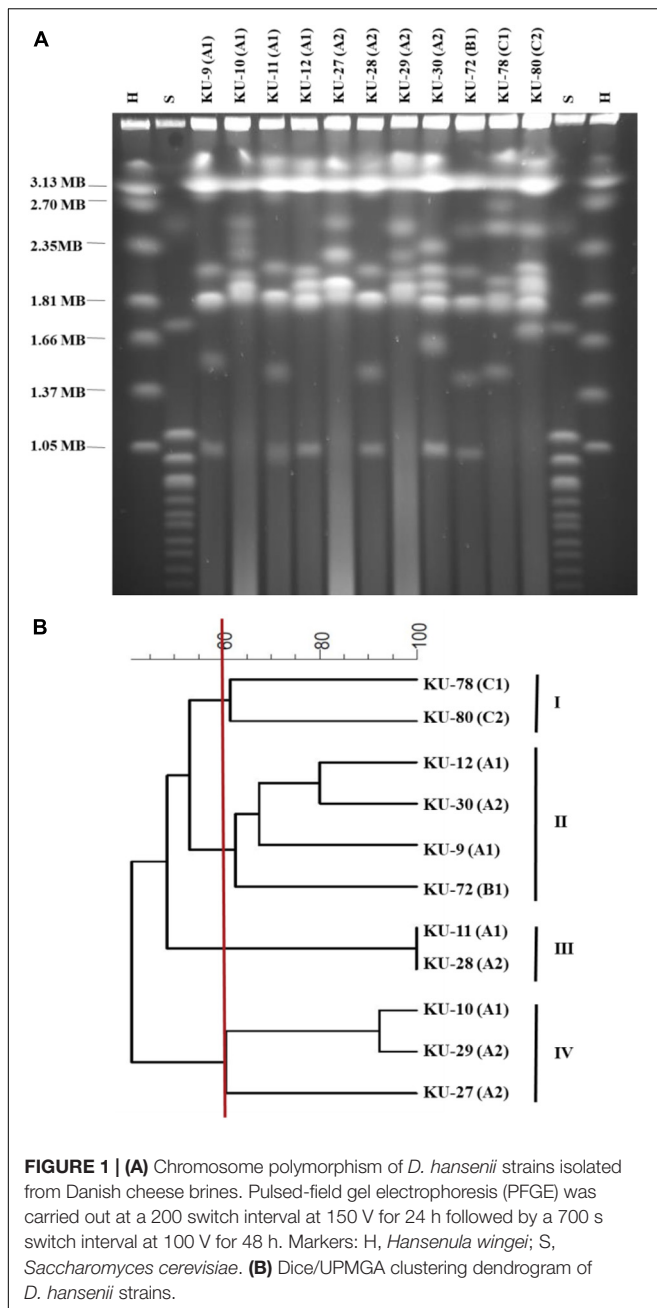 A
H
S
KU-9 (A1)
KU-10 (A1)
KU-11 (A1)
KU-12 (A1)
KU-27 (A2)
KU-28 (A2)
KU-29 (A2)
KU-30 (A2)
KU-72 (B1)
KU-78 (C1)
KU-80 (C2)
S
H
3.13 MB
2.70 MB
2.35MB
1.81 MB
1.66 MB
1.37 MB
1.05 MB
B
60
80
100
KU-78 (C1)
KU-80 (C2)
I
KU-12 (A1)
KU-30 (A2)
II
KU-9 (A1)
KU-72 (B1)
KU-11 (A1)
III
KU-28 (A2)
KU-10 (A1)
KU-29 (A2)
IV
KU-27 (A2)
FIGURE 1 | (A) Chromosome polymorphism of D. hansenii strains isolated
from Danish cheese brines. Pulsed-field gel electrophoresis (PFGE) was
carried out at a 200 switch interval at 150 V for 24 h followed by a 700 s
switch interval at 100 V for 48 h. Markers: H, Hansenula wingei; S,
Saccharomyces cerevisiae. (B) Dice/UPMGA clustering dendrogram of
D. hansenii strains.